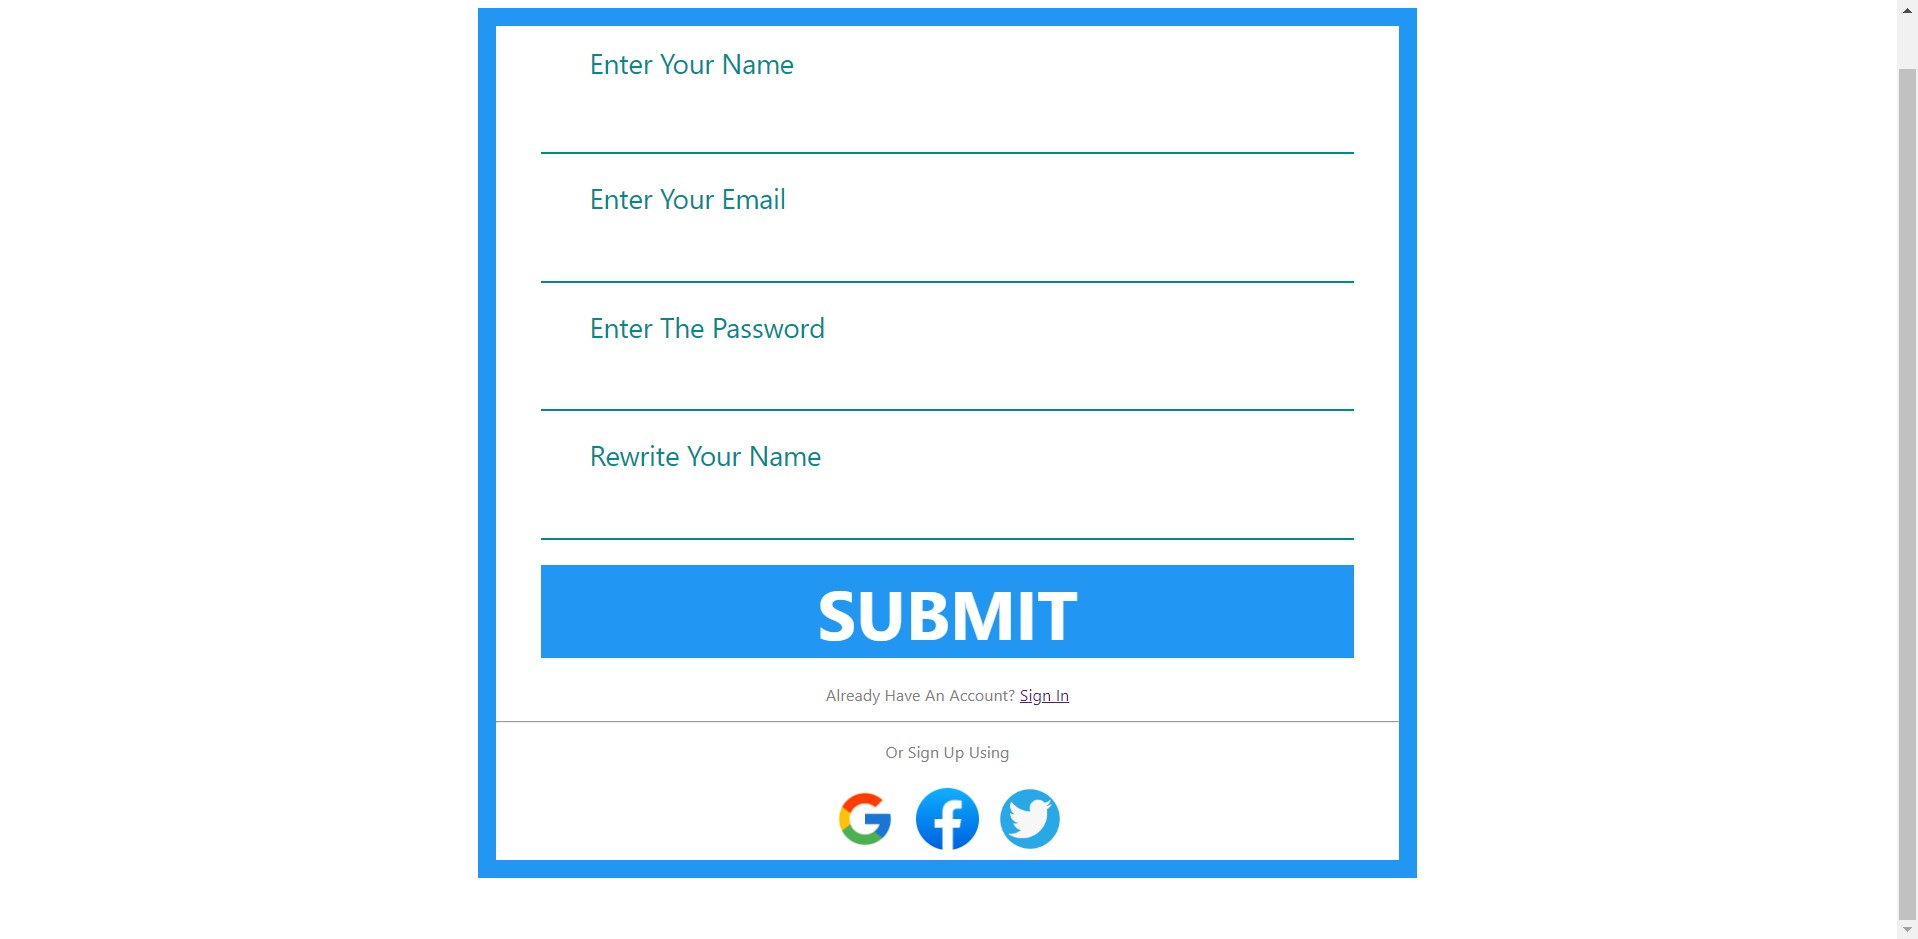 Enter Your Name
Enter Your Email
Enter The Password
Rewrite Your Name
SUBMIT
Already Have An Account? Sign In
Or Sign Up Using